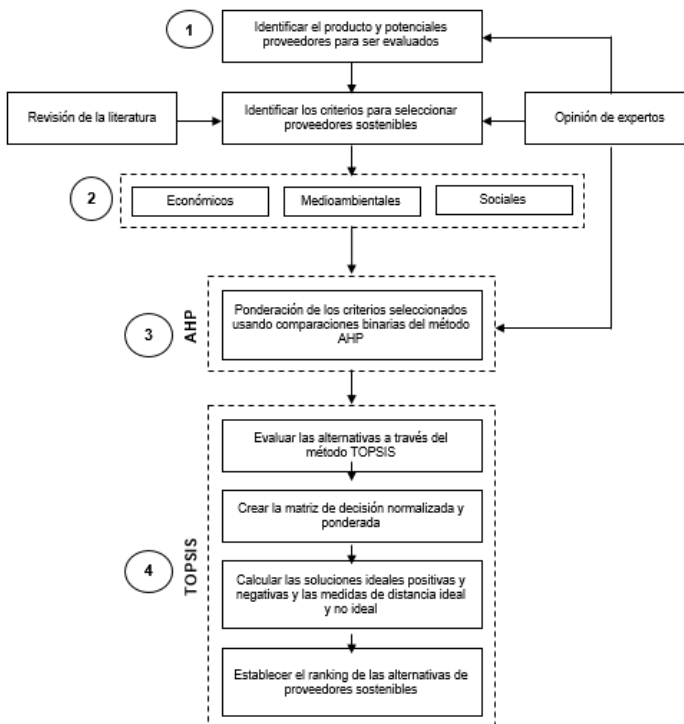 1
Identificar el producto y potenciales
proveedores para ser evaluados
Revisión de la literatura
Identificar los criterios para seleccionar
proveedores sostenibles
Opinión de expertos
2
Económicos
Medioambientales
Sociales
3
AHP
Ponderación de los criterios seleccionados
usando comparaciones binarias del método
AHP
4
TOPSIS
Evaluar las alternativas a través del
método TOPSIS
Crear la matriz de decisión normalizada y
ponderada
Calcular las soluciones ideales positivas y
negativas y las medidas de distancia ideal
y no ideal
Establecer el ranking de las alternativas de
proveedores sostenibles